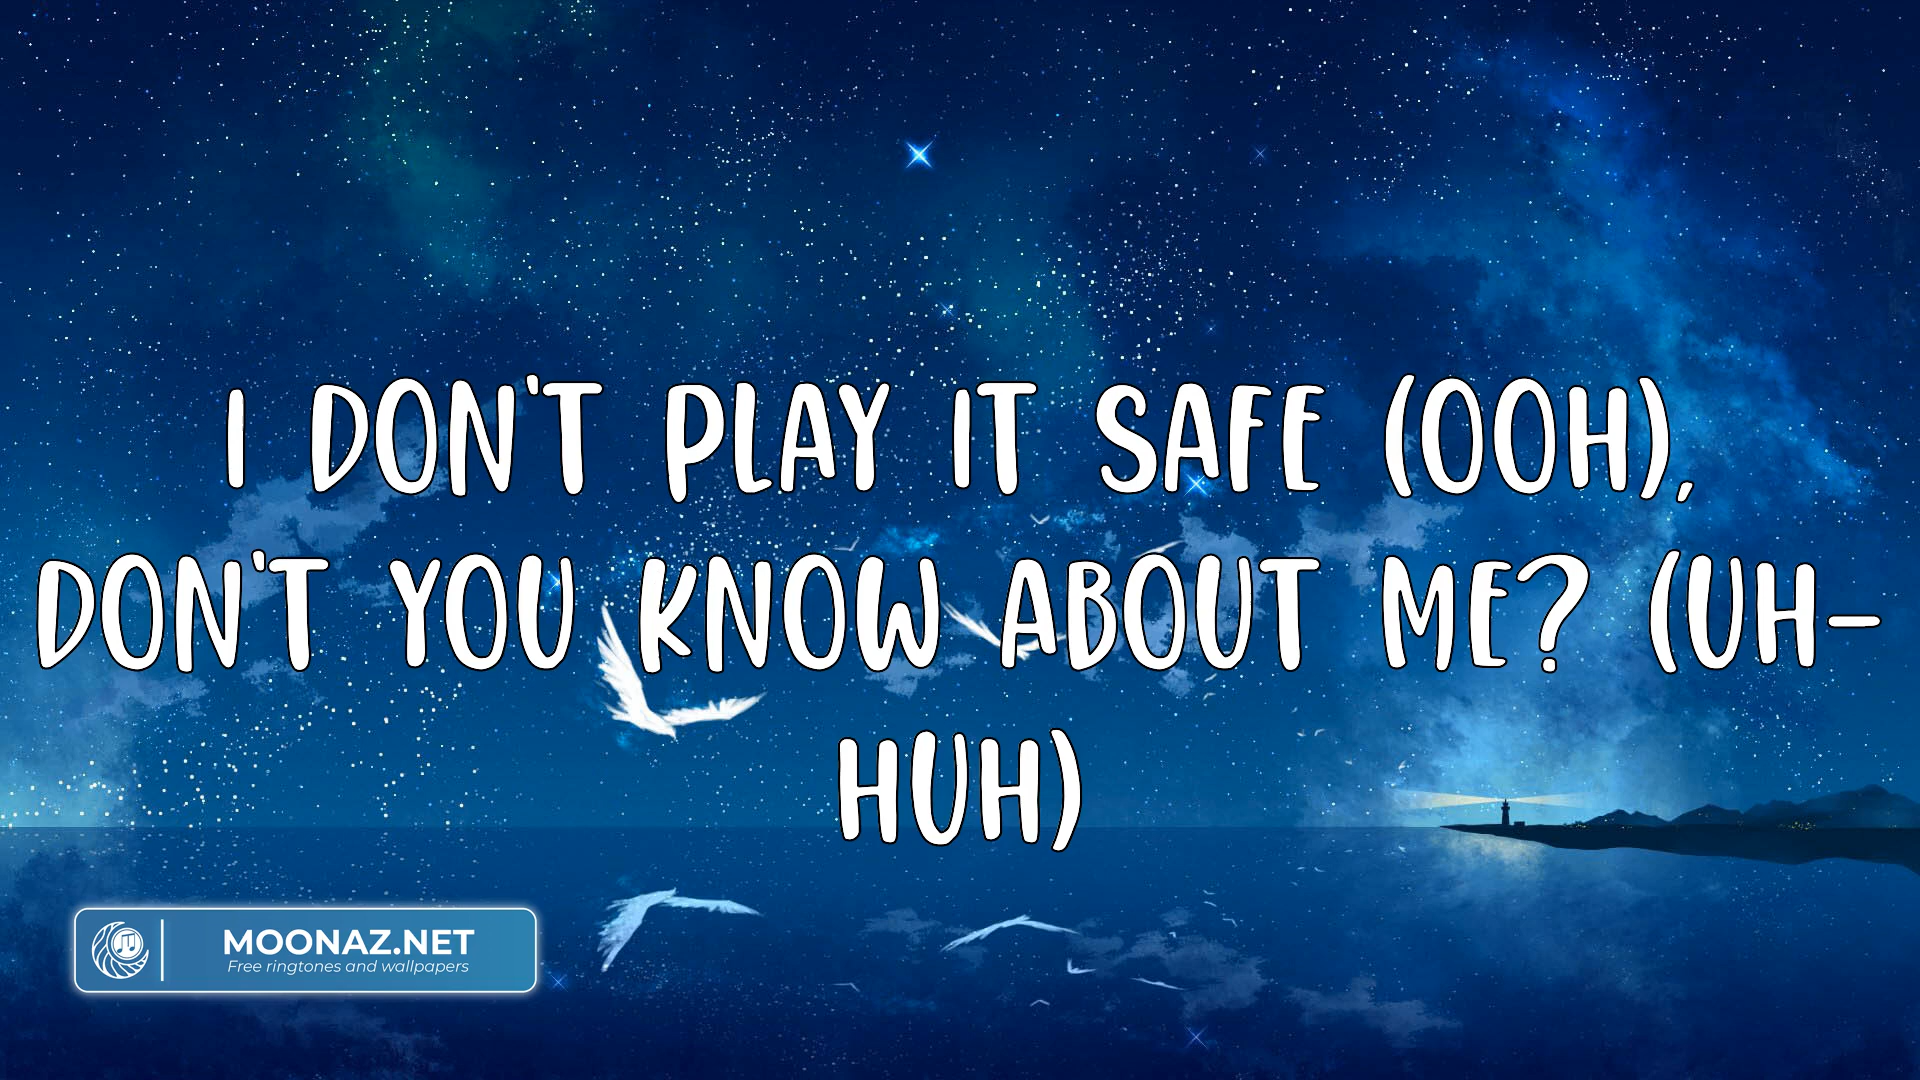 I DON'T PLAY IT SAFE (OOH),
DON'T YOU KNOW ABOUT ME? (UH-
HUH)
MOONAZ.NET
Free ringtones and wallpapers